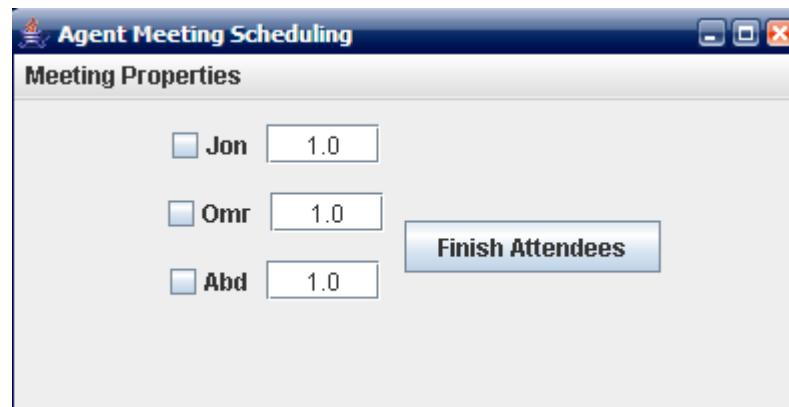 Agent Meeting Scheduling
Meeting Properties
Jon 1.0
Omr 1.0
Finish Attendees
Abd 1.0